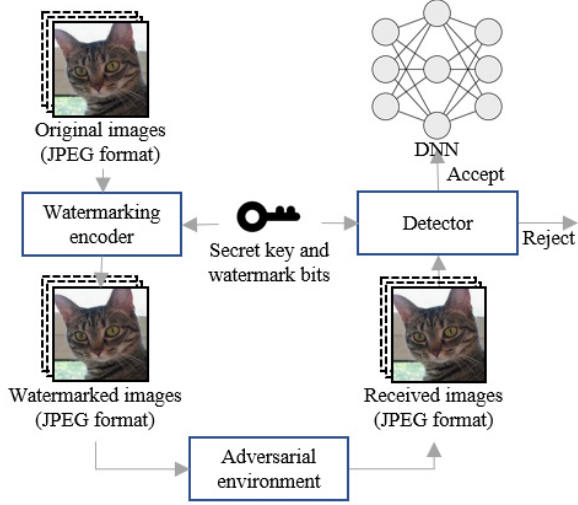 Original images
(JPEG format)
DNN
Accept
Watermarking
encoder
Detector
Reject
Secret key and
watermark bits
Watermarked images
(JPEG format)
Received images
(JPEG format)
Adversarial
environment